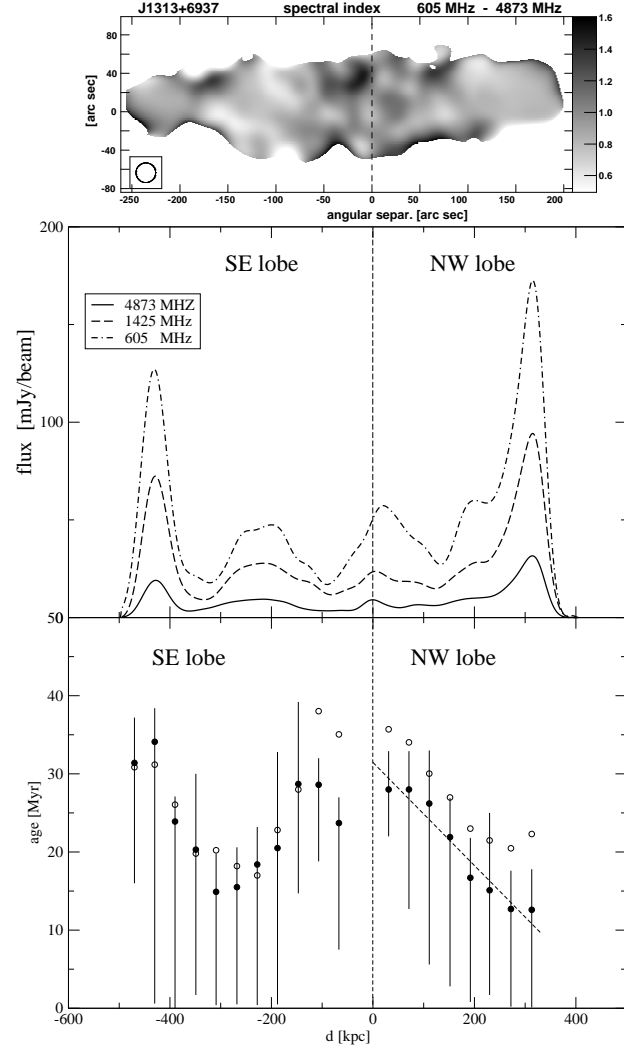 J1313+6937 spectral index 605 MHz - 4873 MHz
80
40
0
-40
-80
[arc sec]
-250 -200 -150 -100 -50 0 50 100 150 200
angular separ. [arc sec]
1.6
1.4
1.2
1.0
0.8
0.6
200
100
50
flux [mJy/beam]
SE lobe NW lobe
4873 MHZ
1425 MHz
605 MHz
SE lobe NW lobe
50
40
30
20
10
0
age [Myr]
-600 -400 -200 0 200 400
d [kpc]